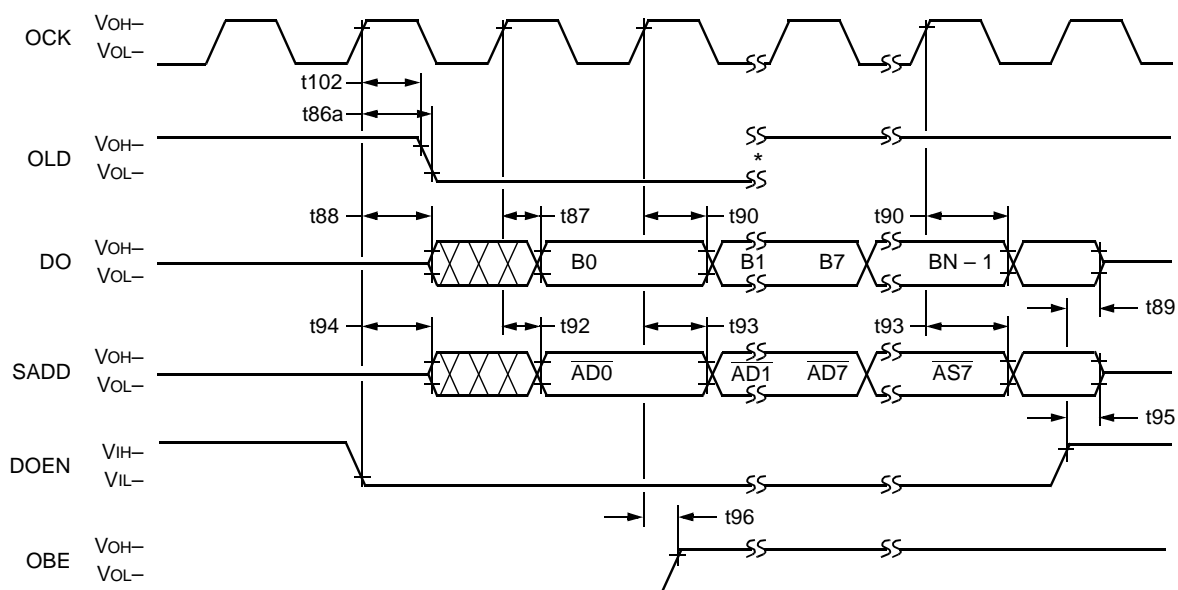 OCK VOH–
VOL–
t102
t86a
OLD VOH–
VOL–
*
t88 t87 t90 t90
DO VOH–
VOL–
B0 B1 B7 BN – 1
t89
t94 t92 t93 t93
SADD VOH–
VOL–
AD0 AD1 AD7 AS7
t95
DOEN VIH–
VIL–
t96
OBE VOH–
VOL–